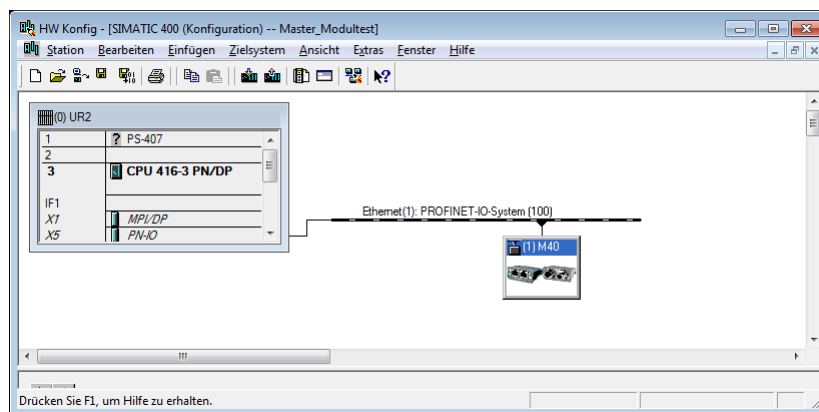 HW Konfig - [SIMATIC 400 (Konfiguration) -- Master_Modultest]
Station Bearbeiten Einfügen Zielsystem Ansicht Extras Fenster Hilfe
(0) UR2
1 ? PS-407
2
3 CPU 416-3 PN/DP
IF1
X1 MPI/DP
X5 PN-IO
Ethernet(1): PROFINET-IO-System (100)
(1) M40
Drücken Sie F1, um Hilfe zu erhalten.